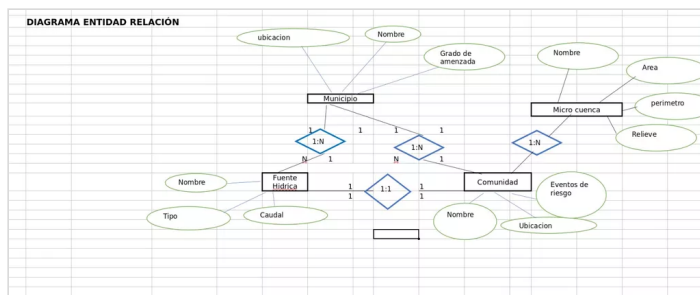 DIAGRAMA ENTIDAD RELACIÓN
ubicacion
Nombre
Grado de
amenzada
Nombre
Area
perimetro
Relieve
Municipio
Micro cuenca
1
1
1
1
1:N
1:N
1:N
N
1
N
1
Fuente
Hídrica
Comunidad
Nombre
Tipo
Caudal
1
1
1:1
1
1
Eventos de
riesgo
Nombre
Ubicacion